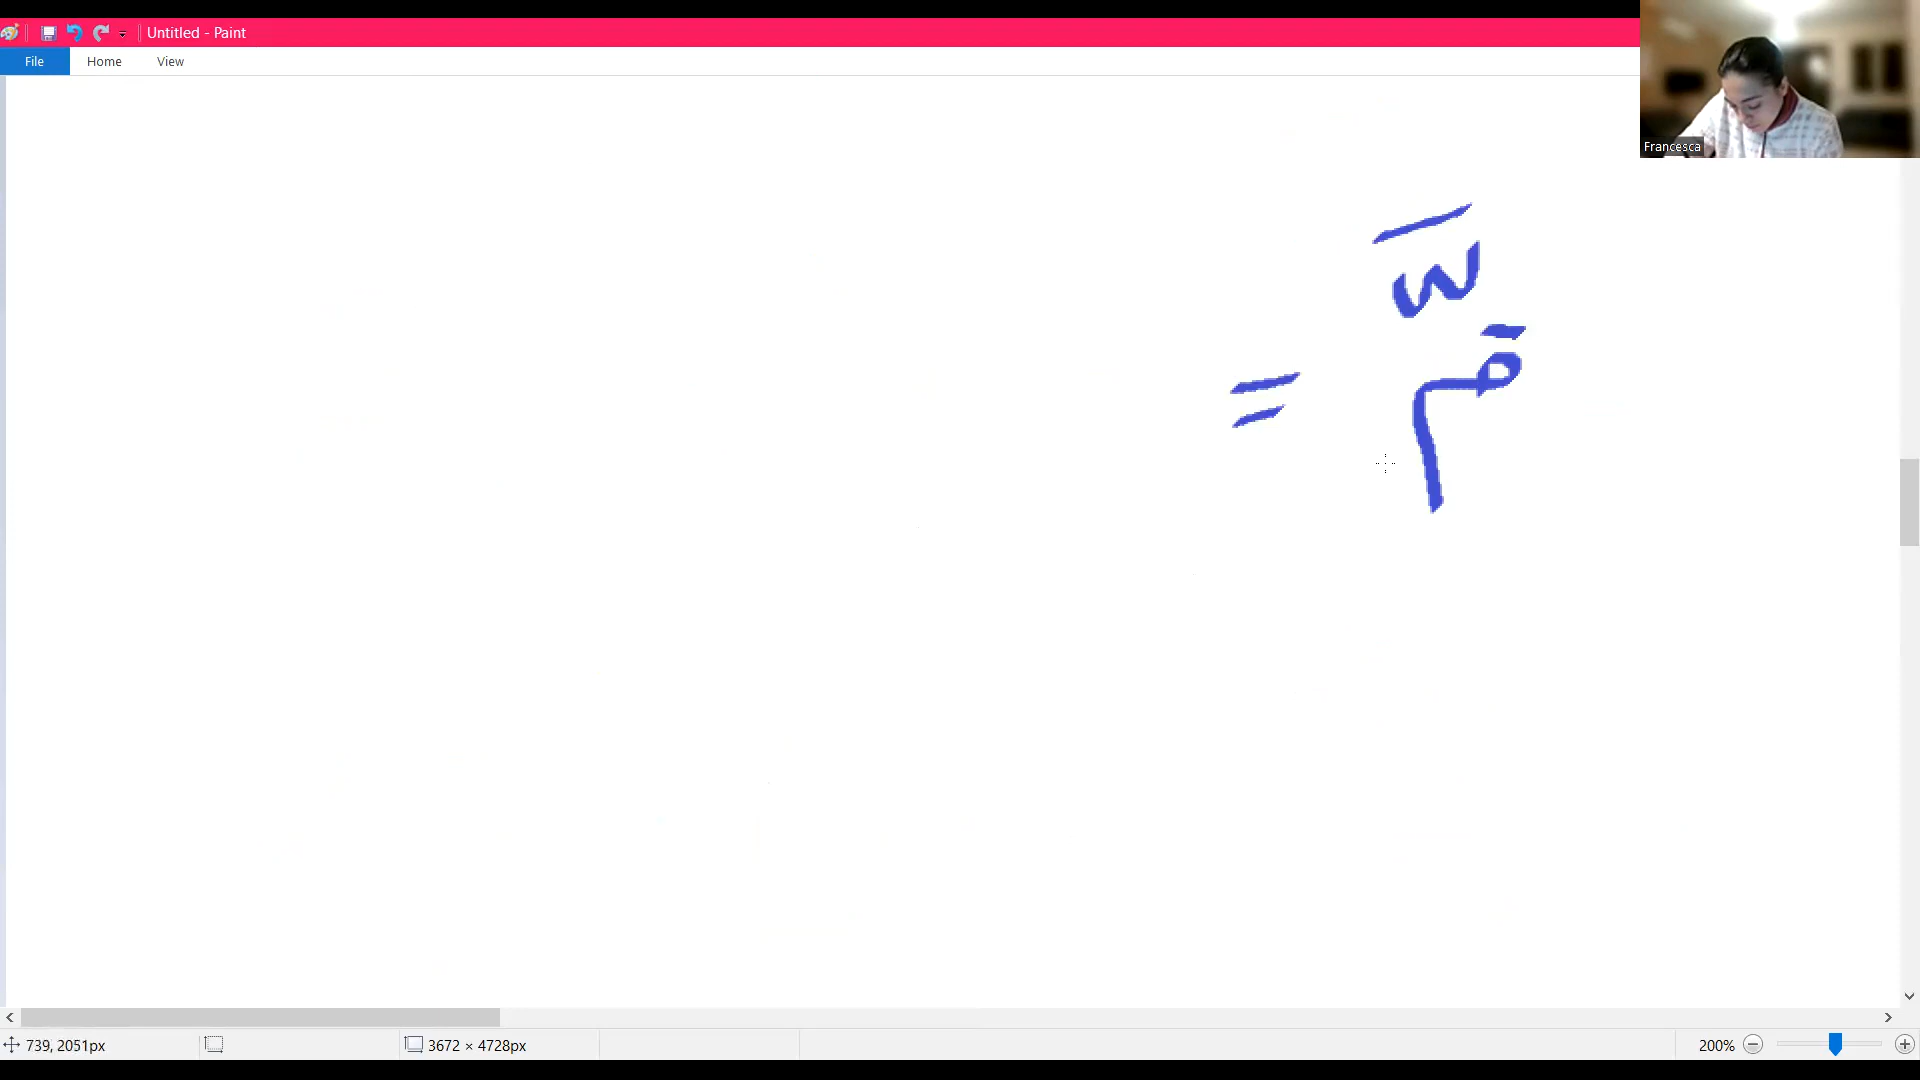 Untitled - Paint
File Home View
Francesca
مَّ =
739, 2051px
3672 × 4728px
200%